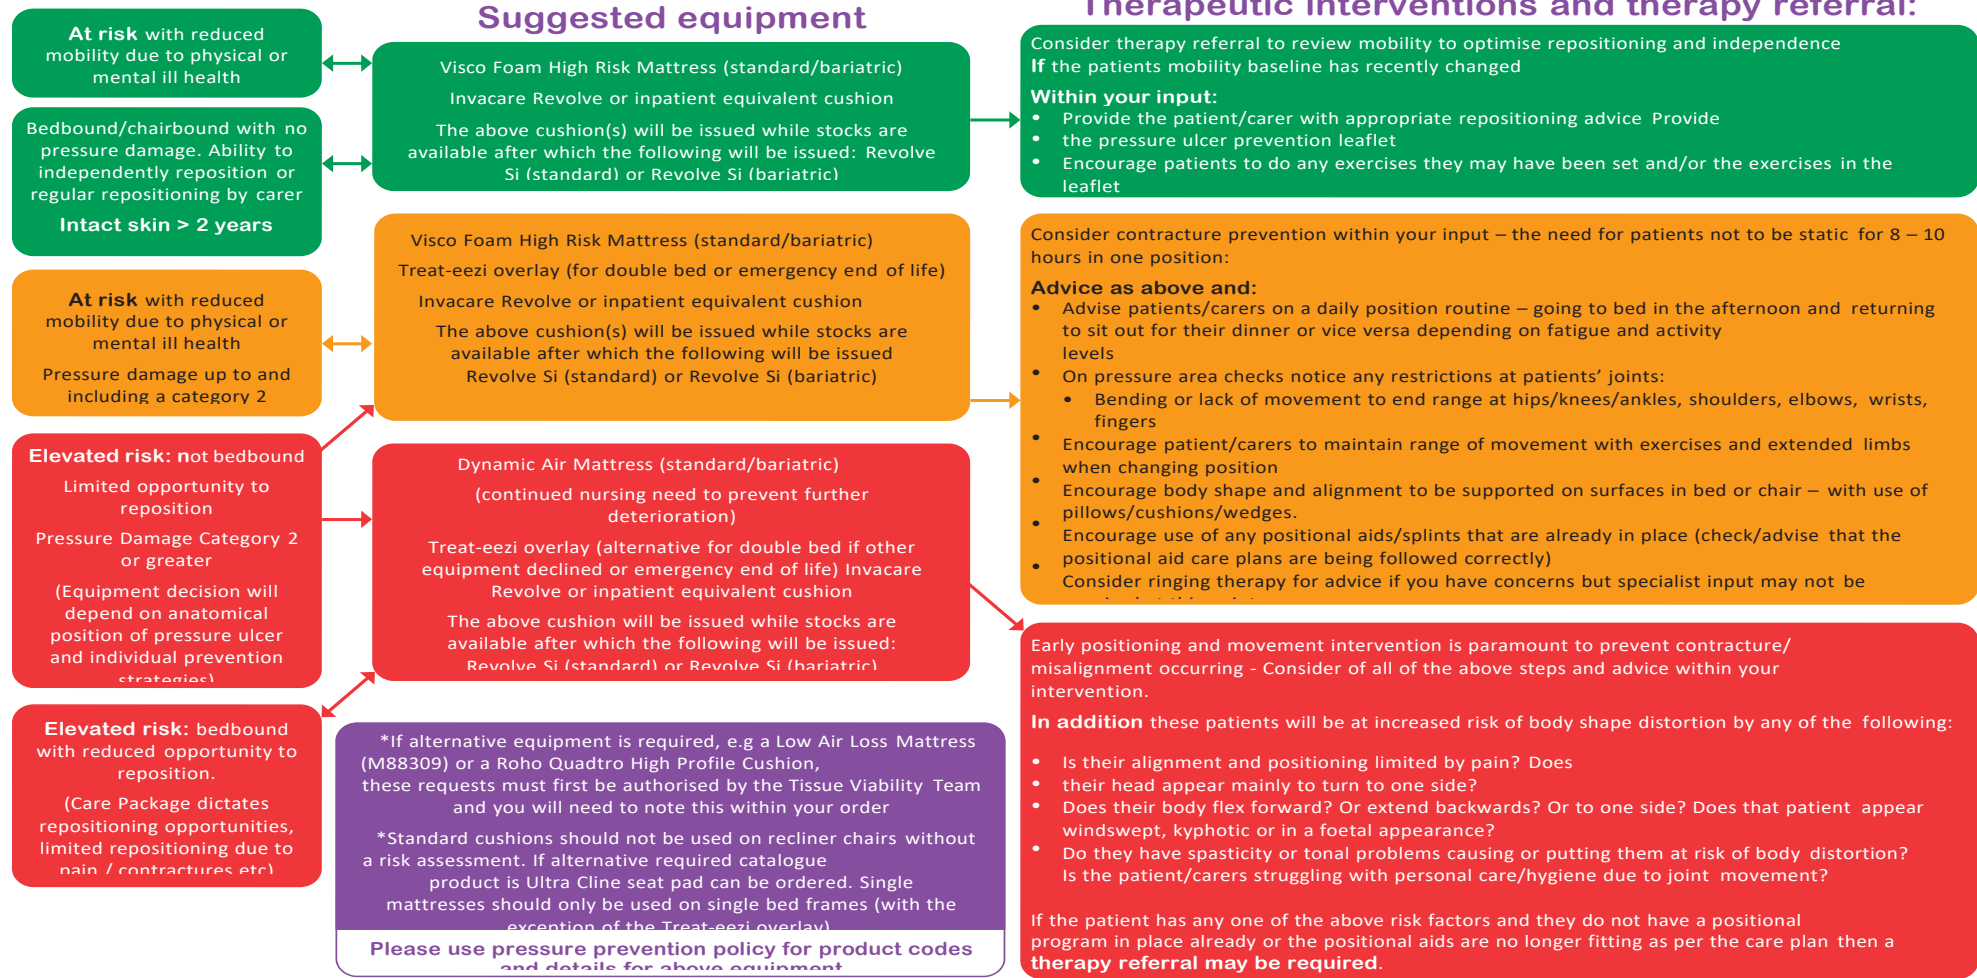 Suggested equipment
Therapeutic interventions and therapy referral:
At risk with reduced
mobility due to physical or
mental ill health
Bedbound/chairbound with no
pressure damage. Ability to
independently reposition or
regular repositioning by carer
Intact skin > 2 years
Visco Foam High Risk Mattress (standard/bariatric)
Invacare Revolve or inpatient equivalent cushion
The above cushion(s) will be issued while stocks are
available after which the following will be issued: Revolve
Si (standard) or Revolve Si (bariatric)
Consider therapy referral to review mobility to optimise repositioning and independence
If the patients mobility baseline has recently changed
Within your input:
• Provide the patient/carer with appropriate repositioning advice Provide
• the pressure ulcer prevention leaflet
• Encourage patients to do any exercises they may have been set and/or the exercises in the
leaflet
At risk with reduced
mobility due to physical or
mental ill health
Pressure damage up to and
including a category 2
Visco Foam High Risk Mattress (standard/bariatric)
Treat-eezi overlay (for double bed or emergency end of life)
Invacare Revolve or inpatient equivalent cushion
The above cushion(s) will be issued while stocks are
available after which the following will be issued
Revolve Si (standard) or Revolve Si (bariatric)
Consider contracture prevention within your input – the need for patients not to be static for 8 – 10
hours in one position:
Advice as above and:
• Advise patients/carers on a daily position routine – going to bed in the afternoon and returning
to sit out for their dinner or vice versa depending on fatigue and activity
levels
• On pressure area checks notice any restrictions at patients’ joints:
• Bending or lack of movement to end range at hips/knees/ankles, shoulders, elbows, wrists,
fingers
• Encourage patient/carers to maintain range of movement with exercises and extended limbs
when changing position
• Encourage body shape and alignment to be supported on surfaces in bed or chair – with use of
pillows/cushions/wedges.
• Encourage use of any positional aids/splints that are already in place (check/advise that the
positional aid care plans are being followed correctly)
• Consider ringing therapy for advice if you have concerns but specialist input may not be
Elevated risk: not bedbound
Limited opportunity to
reposition
Pressure Damage Category 2
or greater
(Equipment decision will
depend on anatomical
position of pressure ulcer
and individual prevention
strategies)
Dynamic Air Mattress (standard/bariatric)
(continued nursing need to prevent further
deterioration)
Treat-eezi overlay (alternative for double bed if other
equipment declined or emergency end of life) Invacare
Revolve or inpatient equivalent cushion
The above cushion will be issued while stocks are
available after which the following will be issued:
Revolve Si (standard) or Revolve Si (bariatric)
Elevated risk: bedbound
with reduced opportunity to
reposition.
(Care Package dictates
repositioning opportunities,
limited repositioning due to
pain / contractures etc)
*If alternative equipment is required, e.g a Low Air Loss Mattress
(M88309) or a Roho Quadtro High Profile Cushion,
these requests must first be authorised by the Tissue Viability Team
and you will need to note this within your order
*Standard cushions should not be used on recliner chairs without
a risk assessment. If alternative required catalogue
product is Ultra Cline seat pad can be ordered. Single
mattresses should only be used on single bed frames (with the
exception of the Treat-eezi overlay)
Please use pressure prevention policy for product codes
and details for above equipment
Early positioning and movement intervention is paramount to prevent contracture/
misalignment occurring - Consider of all of the above steps and advice within your
intervention.
In addition these patients will be at increased risk of body shape distortion by any of the following:
• Is their alignment and positioning limited by pain? Does
• their head appear mainly to turn to one side?
• Does their body flex forward? Or extend backwards? Or to one side? Does that patient appear
windswept, kyphotic or in a foetal appearance?
• Do they have spasticity or tonal problems causing or putting them at risk of body distortion?
Is the patient/carers struggling with personal care/hygiene due to joint movement?
If the patient has any one of the above risk factors and they do not have a positional
program in place already or the positional aids are no longer fitting as per the care plan then a
therapy referral may be required.